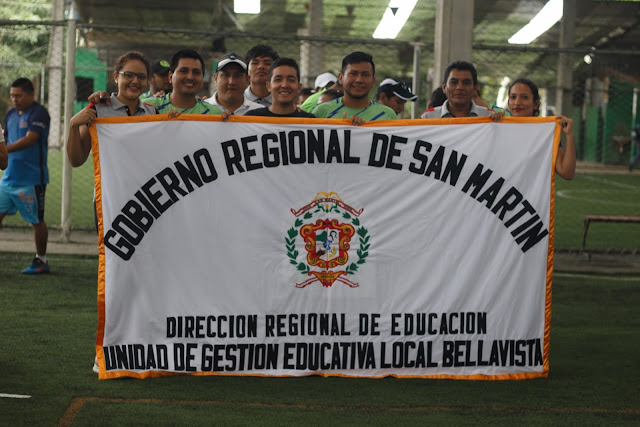 GOBIERNO REGIONAL DE SAN MARTIN
DIRECCION REGIONAL DE EDUCACION
UNIDAD DE GESTION EDUCATIVA LOCAL BELLAVISTA